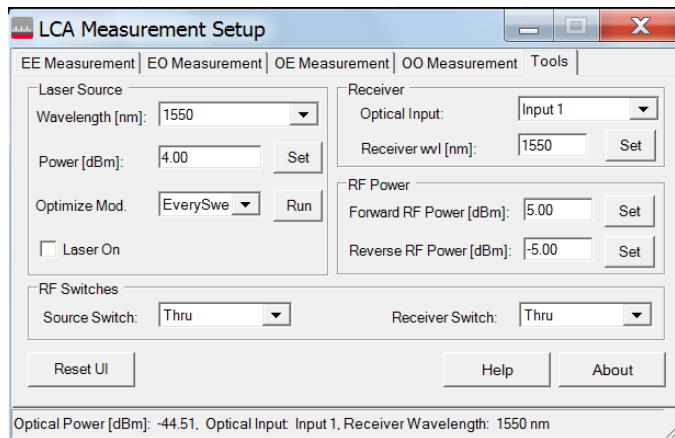 LCA Measurement Setup
EE Measurement EO Measurement OE Measurement OO Measurement Tools
Laser Source
Wavelength [nm]: 1550
Power [dBm]: 4.00 Set
Optimize Mod. EverySwe Run
Laser On
Receiver
Optical Input: Input 1
Receiver wvl [nm]: 1550 Set
RF Power
Forward RF Power [dBm]: 5.00 Set
Reverse RF Power [dBm]: -5.00 Set
RF Switches
Source Switch: Thru Receiver Switch: Thru
Reset UI Help About
Optical Power [dBm]: -44.51, Optical Input: Input 1, Receiver Wavelength: 1550 nm